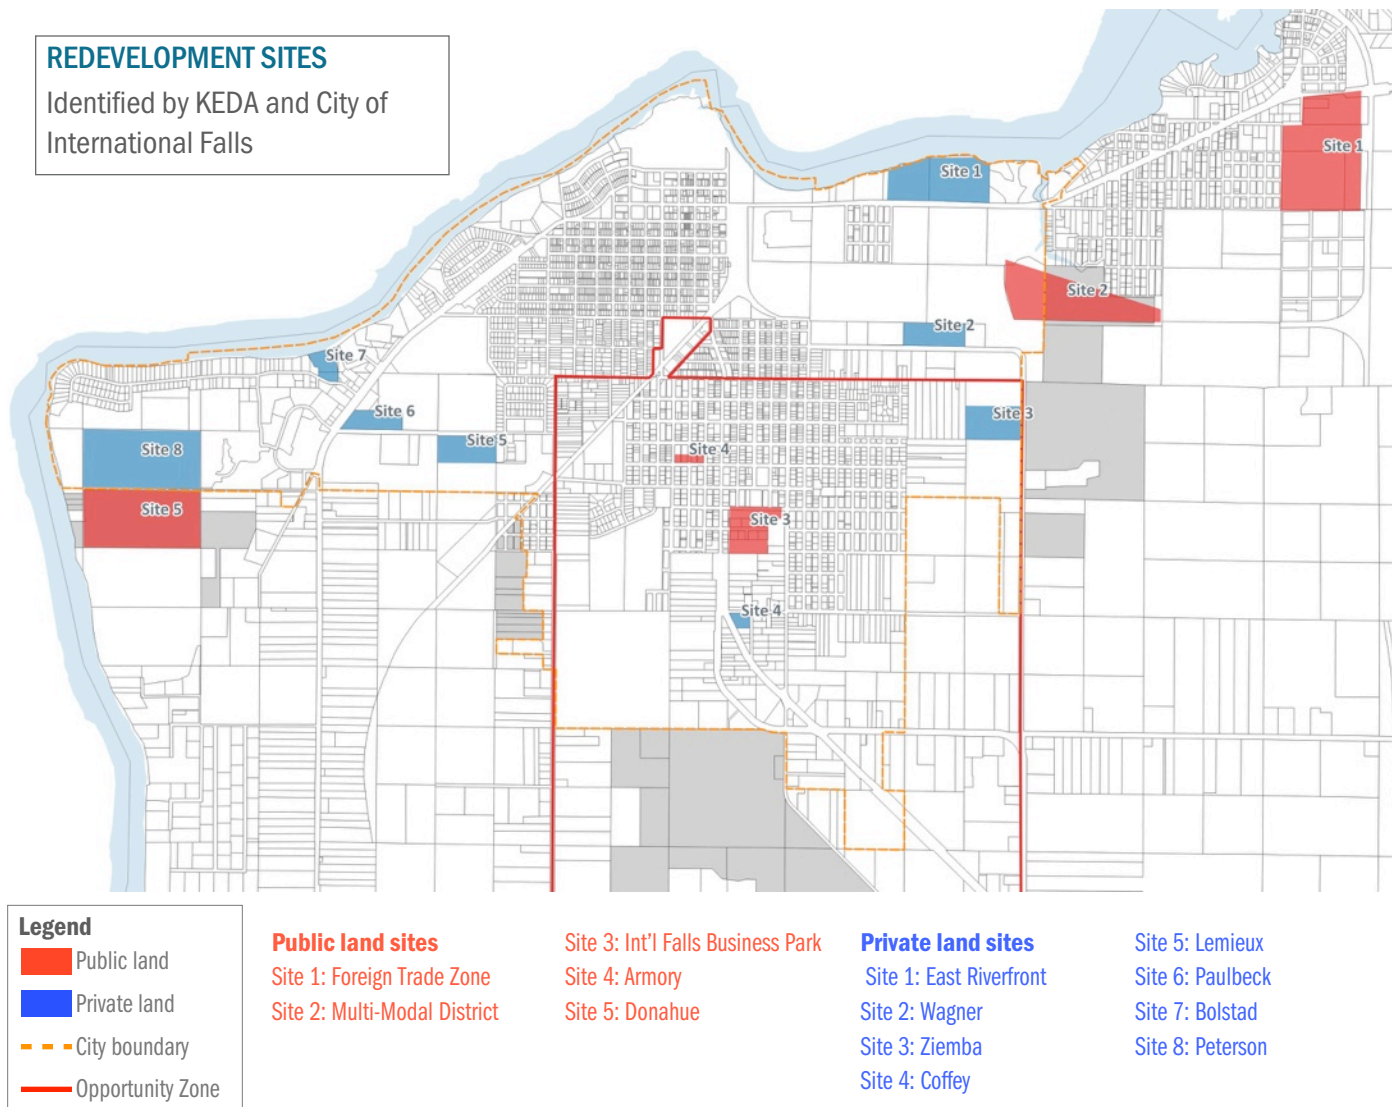 REDEVELOPMENT SITES
Identified by KEDA and City of
International Falls
Site 1
Site 1
Site 2
Site 2
Site 7
Site 6
Site 3
Site 5
Site 4
Site 8
Site 5
Site 3
Site 4
Legend
Public land
Private land
City boundary
Opportunity Zone
Public land sites
Site 1: Foreign Trade Zone
Site 2: Multi-Modal District
Site 3: Int'l Falls Business Park
Site 4: Armory
Site 5: Donahue
Private land sites
Site 1: East Riverfront
Site 2: Wagner
Site 3: Ziemba
Site 4: Coffey
Site 5: Lemieux
Site 6: Paulbeck
Site 7: Bolstad
Site 8: Peterson